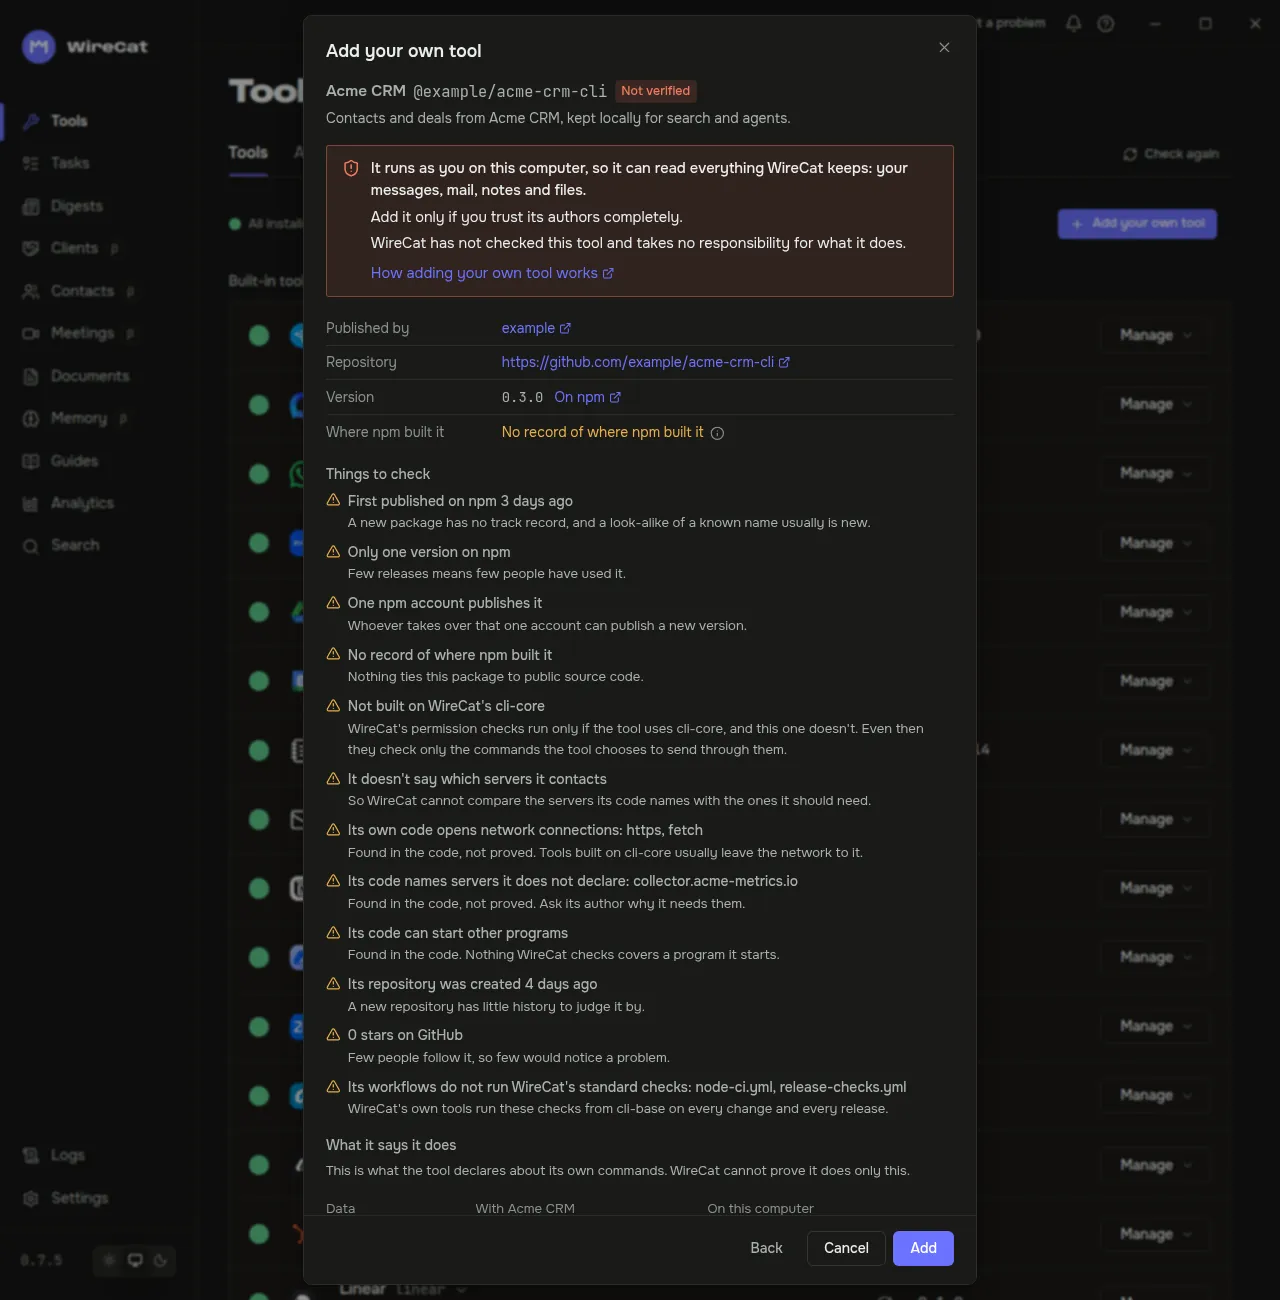 WireCat
Tools
Tasks
Digests
Clients β
Contacts β
Meetings β
Documents
Memory β
Guides
Analytics
Search
Logs
Settings
0.7.5
Tool
Tools
t a problem
Check again
All install
Add your own tool
Built-in tool
Manage
Manage
Manage
Manage
Manage
Manage
Manage
Manage
Manage
Manage
Manage
Manage
Manage
Manage
Linear linear
Add your own tool
Acme CRM @example/acme-crm-cli Not verified
Contacts and deals from Acme CRM, kept locally for search and agents.
It runs as you on this computer, so it can read everything WireCat keeps: your
messages, mail, notes and files.
Add it only if you trust its authors completely.
WireCat has not checked this tool and takes no responsibility for what it does.
How adding your own tool works
Published by example
Repository https://github.com/example/acme-crm-cli
Version 0.3.0 On npm
Where npm built it No record of where npm built it
Things to check
First published on npm 3 days ago
A new package has no track record, and a look-alike of a known name usually is new.
Only one version on npm
Few releases means few people have used it.
One npm account publishes it
Whoever takes over that one account can publish a new version.
No record of where npm built it
Nothing ties this package to public source code.
Not built on WireCat's cli-core
WireCat's permission checks run only if the tool uses cli-core, and this one doesn't. Even then
they check only the commands the tool chooses to send through them.
It doesn't say which servers it contacts
So WireCat cannot compare the servers its code names with the ones it should need.
Its own code opens network connections: https, fetch
Found in the code, not proved. Tools built on cli-core usually leave the network to it.
Its code names servers it does not declare: collector.acme-metrics.io
Found in the code, not proved. Ask its author why it needs them.
Its code can start other programs
Found in the code. Nothing WireCat checks covers a program it starts.
Its repository was created 4 days ago
A new repository has little history to judge it by.
0 stars on GitHub
Few people follow it, so few would notice a problem.
Its workflows do not run WireCat's standard checks: node-ci.yml, release-checks.yml
WireCat's own tools run these checks from cli-base on every change and every release.
What it says it does
This is what the tool declares about its own commands. WireCat cannot prove it does only this.
Data With Acme CRM On this computer
Back Cancel Add